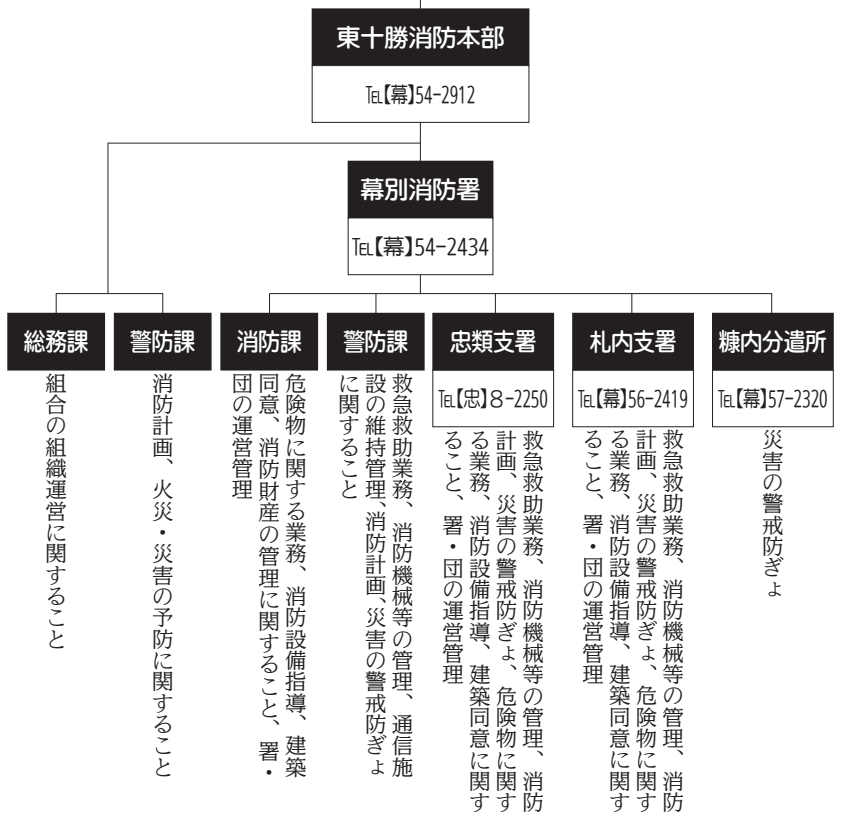 東十勝消防本部
℡【幕】54-2912
幕別消防署
℡【幕】54-2434
総務課
組合の組織運営に関すること
警防課
消防計画、火災・災害の予防に関すること
消防課
危険物に関する業務、消防設備指導、建築
同意、消防財産の管理に関すること、署・
団の運営管理
警防課
救急救助業務、消防機械等の管理、通信施
設の維持管理、消防計画、災害の警戒防ぎょ
に関すること
忠類支署
℡【忠】8-2250
救急救助業務、消防機械等の管理、消防
計画、災害の警戒防ぎょ、危険物に関す
る業務、消防設備指導、建築同意に関す
ること、署・団の運営管理
札内支署
℡【幕】56-2419
救急救助業務、消防機械等の管理、消防
計画、災害の警戒防ぎょ、危険物に関す
る業務、消防設備指導、建築同意に関す
ること、署・団の運営管理
糠内分遣所
℡【幕】57-2320
災害の警戒防ぎょ